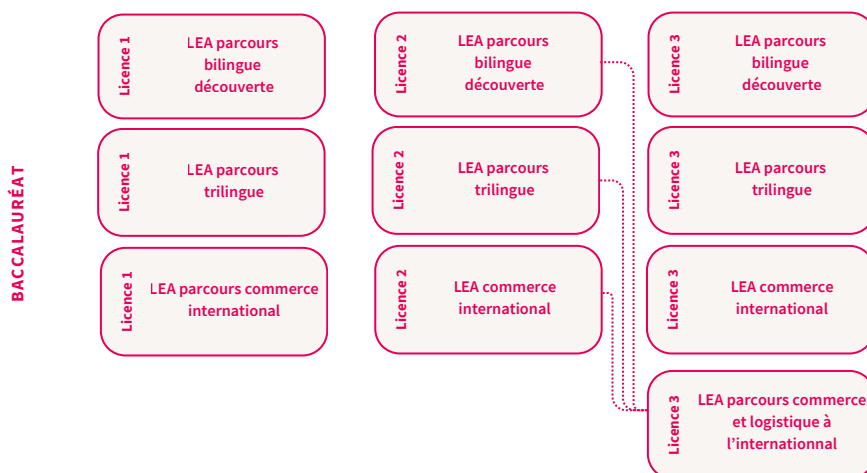 BACCALAURÉAT
Licence 1
LEA parcours
bilingue
découverte
Licence 2
LEA parcours
bilingue
découverte
Licence 3
LEA parcours
bilingue
découverte
Licence 1
LEA parcours
trilingue
Licence 2
LEA parcours
trilingue
Licence 3
LEA parcours
trilingue
Licence 1
LEA parcours commerce
international
Licence 2
LEA commerce
international
Licence 3
LEA commerce
international
Licence 3
LEA parcours commerce
et logistique à
l'internationnal